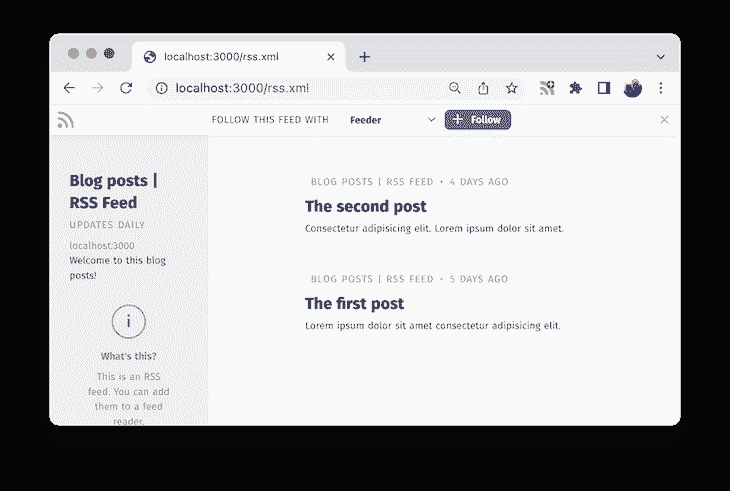 localhost:3000/rss.xml
localhost:3000/rss.xml
FOLLOW THIS FEED WITH Feeder Follow
Blog posts |
RSS Feed
UPDATES DAILY
localhost:3000
Welcome to this blog
posts!
What's this?
This is an RSS
feed. You can add
them to a feed
reader.
BLOG POSTS | RSS FEED • 4 DAYS AGO
The second post
Consectetur adipisicing elit. Lorem ipsum dolor sit amet.
BLOG POSTS | RSS FEED • 5 DAYS AGO
The first post
Lorem ipsum dolor sit amet consectetur adipisicing elit.